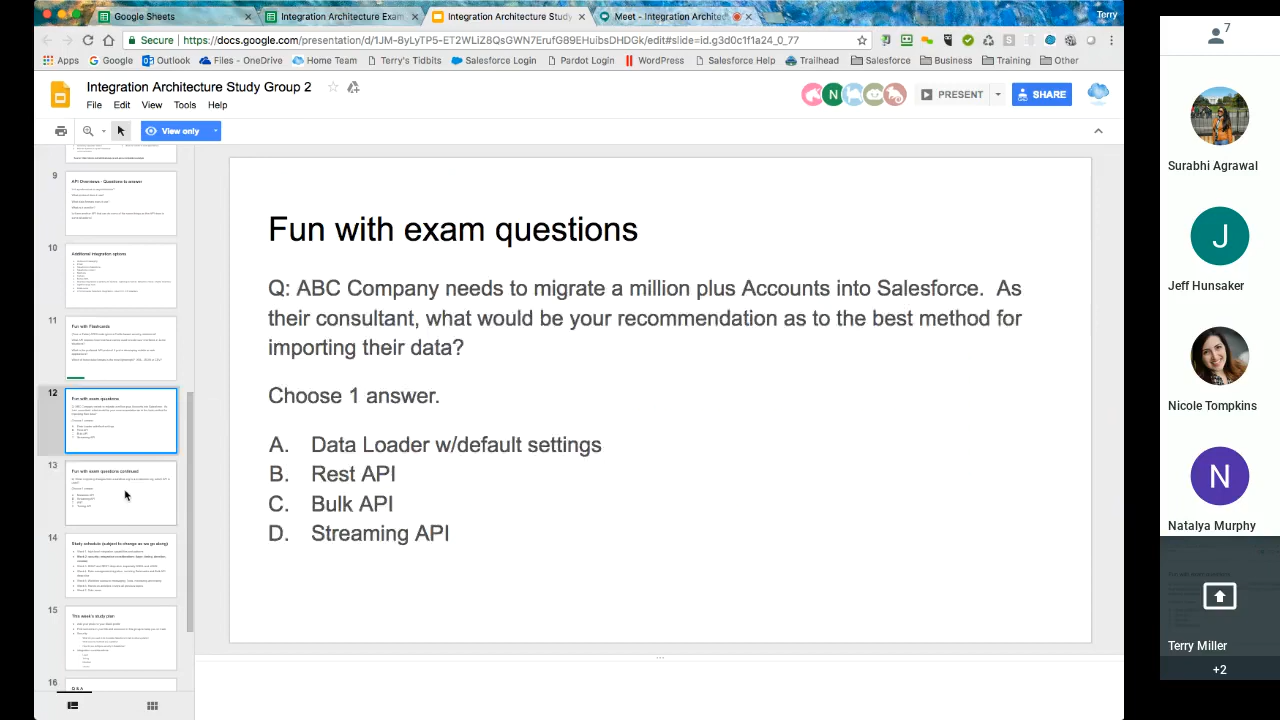 Google Sheets
Integration Architecture Exam
Integration Architecture Study
Meet - Integration Architec
Terry
Secure
https://docs.google.com/presentation/d/1JM-ByLyTP5-ET2WLiZ8QsGWx7ErufG89EHuibsDHDGk/edit#slide=id.g3d0c1f1a24_0_77
Apps
Google
Outlook
Files - OneDrive
Home Team
Terry's Tidbits
Salesforce Login
Pardot Login
WordPress
Salesforce Help
Trailhead
Salesforce
Business
Training
Other
Integration Architecture Study Group 2
File Edit View Tools Help
N
PRESENT
SHARE
View only
9
API Overviews - Questions to answer
10
Additional integration options
11
Fun with Flashcards
12
Fun with exam questions
13
Fun with exam questions continued
14
Study schedule (subject to change as we go along)
15
This week's study plan
16
Q&A
Fun with exam questions
Q: ABC Company needs to migrate a million plus Accounts into Salesforce. As
their consultant, what would be your recommendation as to the best method for
importing their data?
Choose 1 answer.
A. Data Loader w/default settings
B. Rest API
C. Bulk API
D. Streaming API
7
Surabhi Agrawal
J
Jeff Hunsaker
Nicole Tompkins
N
Natalya Murphy
Terry Miller
+2